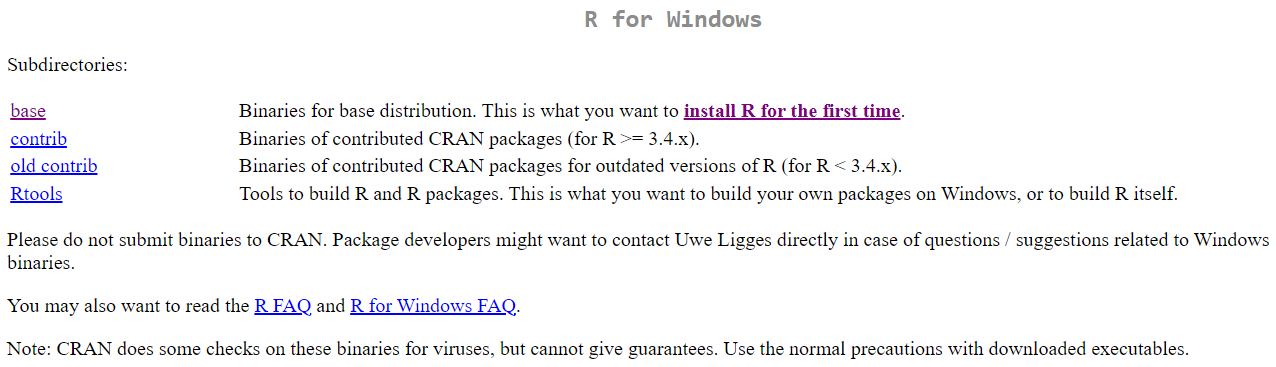 R for Windows
Subdirectories:
base Binaries for base distribution. This is what you want to install R for the first time.
contrib Binaries of contributed CRAN packages (for R >= 3.4.x).
old contrib Binaries of contributed CRAN packages for outdated versions of R (for R < 3.4.x).
Rtools Tools to build R and R packages. This is what you want to build your own packages on Windows, or to build R itself.
Please do not submit binaries to CRAN. Package developers might want to contact Uwe Ligges directly in case of questions / suggestions related to Windows
binaries.
You may also want to read the R FAQ and R for Windows FAQ.
Note: CRAN does some checks on these binaries for viruses, but cannot give guarantees. Use the normal precautions with downloaded executables.